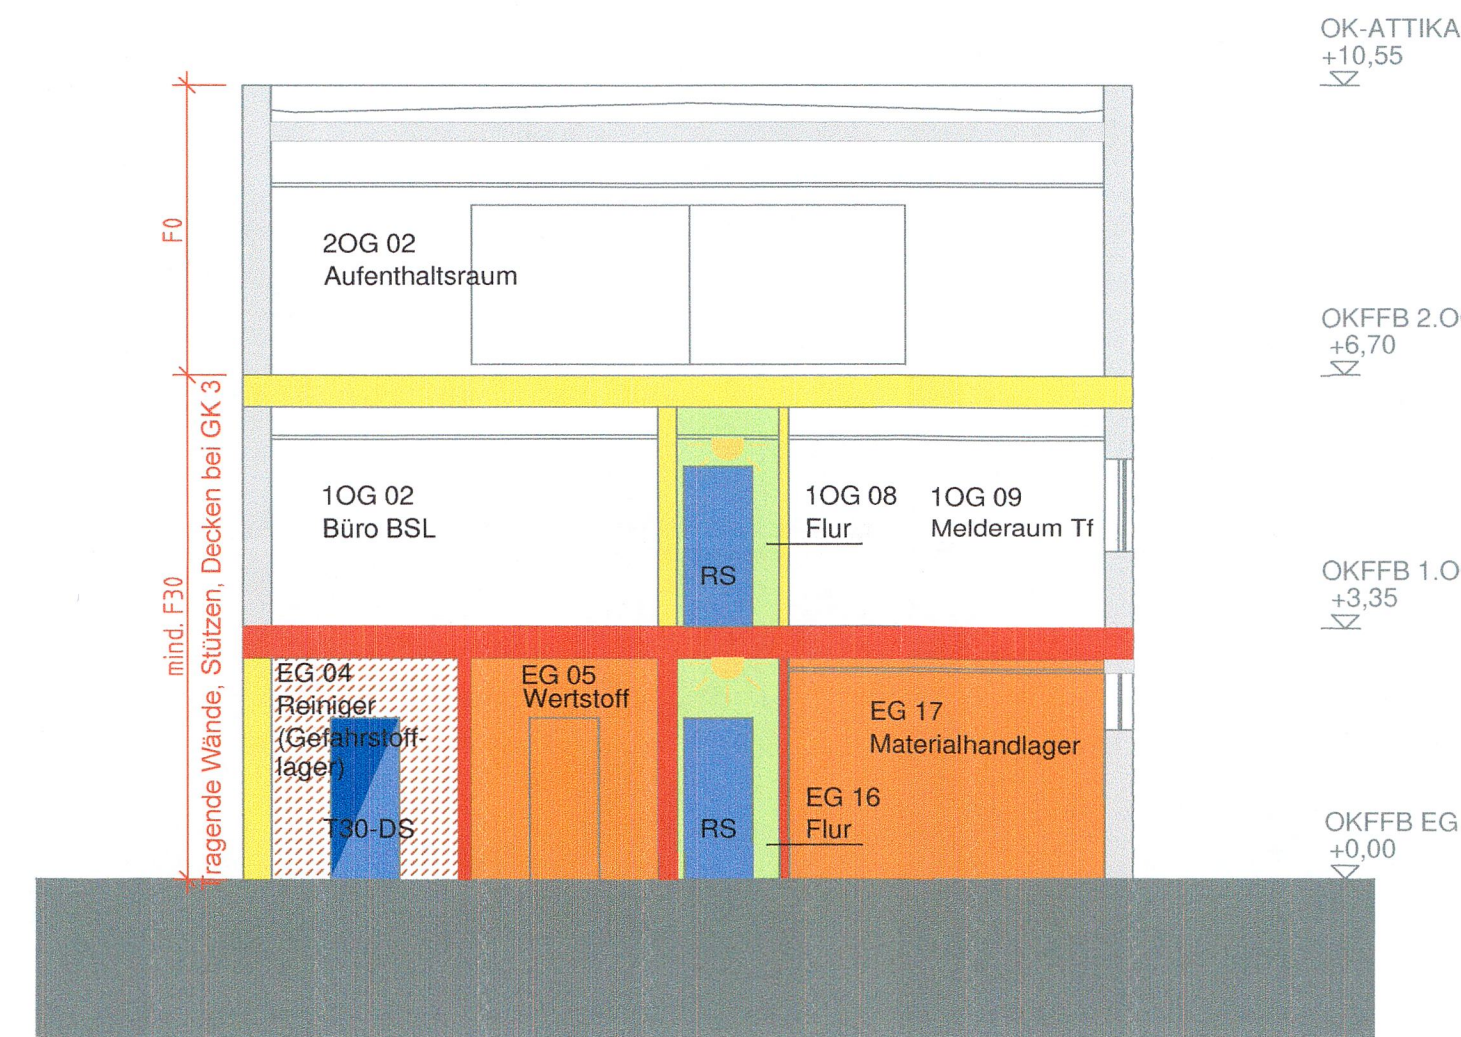 OK-ATTIKA
+10,55
F0
2OG 02
Aufenthaltsraum
OKFFB 2.O
+6,70
mind. F30
Tragende Wände, Stützen, Decken bei GK 3
1OG 02
Büro BSL
RS
1OG 08
Flur
1OG 09
Melderaum Tf
OKFFB 1.O
+3,35
EG 04
Reiniger
(Gefahrstoff-
lager)
T30-DS
EG 05
Wertstoff
RS
EG 17
Materialhandlager
EG 16
Flur
OKFFB EG
+0,00